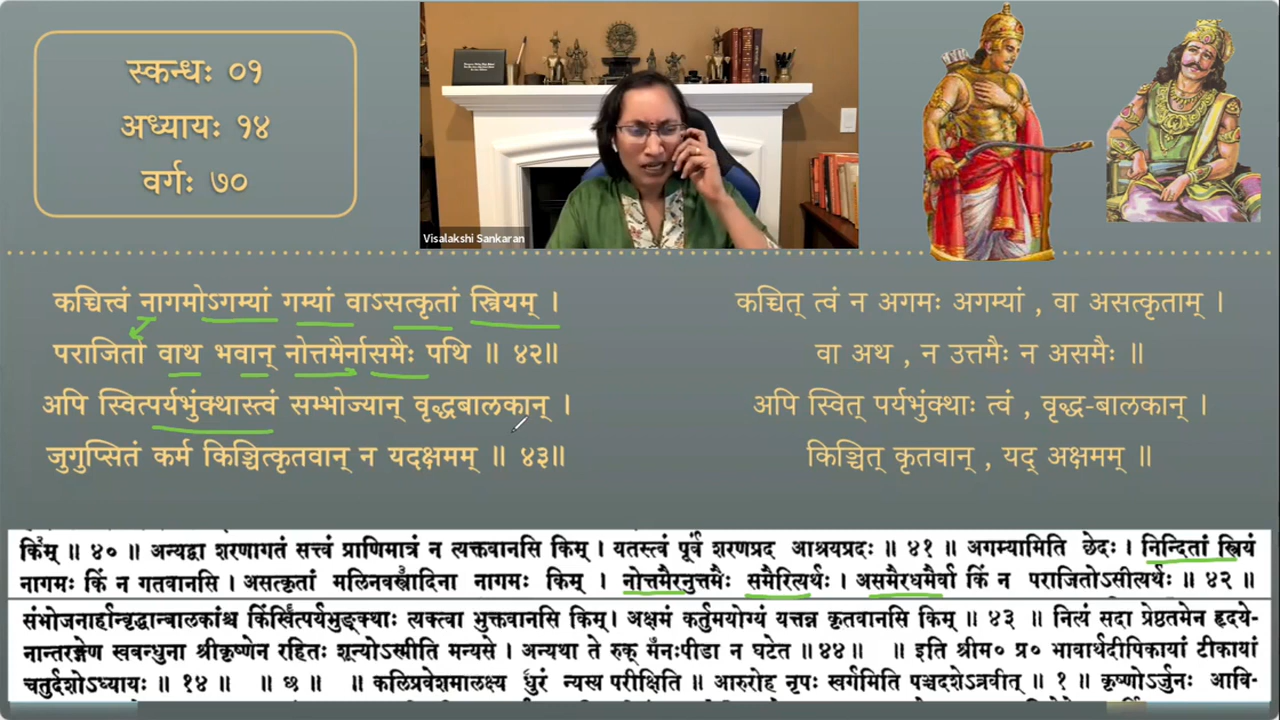 स्कन्धः ०१
अध्यायः १४
वर्गः ७०
Visalakshi Sankaran
कच्चित्त्वं नागमोऽगम्यां गम्यां वाऽसत्कृतां स्त्रियम् ।
पराजितो वाथ भवान् नोत्तमैर्नासमैः पथि ॥ ४२॥
अपि स्वित्पर्यभुंक्थास्त्वं सम्भोज्यान् वृद्धबालकान् ।
जुगुप्सितं कर्म किञ्चित्कृतवान् न यदक्षमम् ॥ ४३॥
कच्चित् त्वं न अगमः अगम्यां , वा असत्कृताम् ।
वा अथ , न उत्तमैः न असमैः ॥
अपि स्वित् पर्यभुंक्थाः त्वं , वृद्ध-बालकान् ।
किञ्चित् कृतवान् , यद् अक्षमम् ॥
किम् ॥ ४० ॥ अन्यद्वा शरणागतं सत्त्वं प्राणिमात्रं न त्यक्तवानसि किम् । यतस्त्वं पूर्वं शरणप्रद आश्रयप्रदः ॥ ४१ ॥ अगम्यामिति छेदः । निन्दितां स्त्रियं
नागमः किं न गतवानसि । असत्कृतां मलिनवस्त्रादिना नागमः किम् । नोत्तमैरनुत्तमैः समैरित्यर्थः । असमैरधमैर्वा किं न पराजितोऽसीत्यर्थः ॥ ४२ ॥
संभोजनार्हान्वृद्धान्बालकांश्च किंस्वित्पर्यभुङ्क्थाः त्यक्त्वा भुक्तवानसि किम् । अक्षमं कर्तुमयोग्यं यत्तन्न कृतवानसि किम् ॥ ४३ ॥ नित्यं सदा प्रेष्ठतमेन हृदये-
नान्तरङ्गेण स्वबन्धुना श्रीकृष्णेन रहितः शून्योऽस्मीति मन्यसे । अन्यथा ते रुक् मनःपीडा न घटेत ॥ ४४ ॥ ॥ इति श्रीम० प्र० भावार्थदीपिकायां टीकायां
चतुर्दशोऽध्यायः ॥ १४ ॥ ॥ छ ॥ ॥ कलिप्रवेशमालक्ष्य धुरं न्यस्य परीक्षिति ॥ आरुरोह नृपः स्वर्गमिति पञ्चदशेऽब्रवीत् ॥ १ ॥ कृष्णोऽर्जुनः आवि-